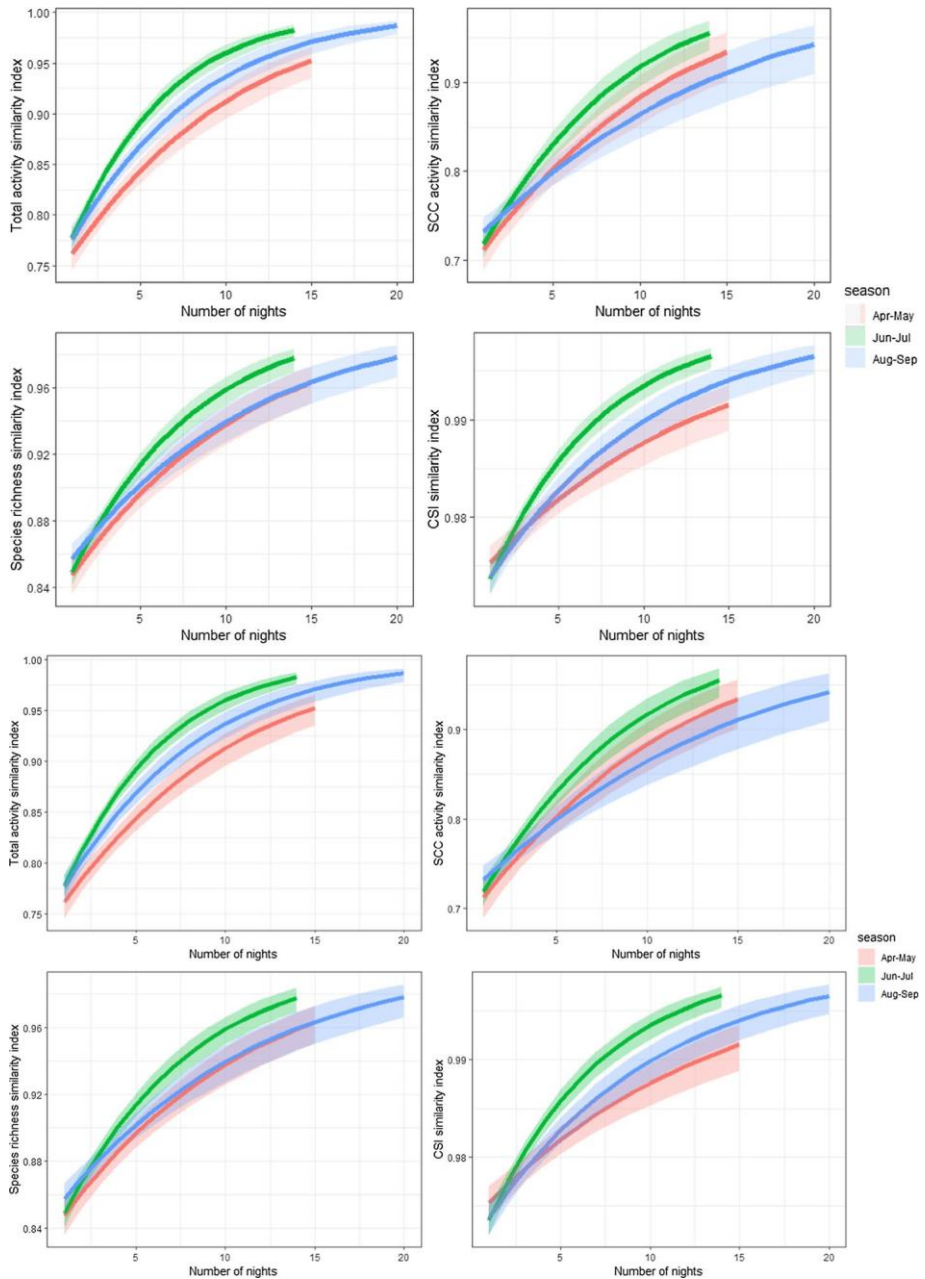 Total activity similarity index
1.00
0.95
0.90
0.85
0.80
0.75
5
10
15
20
Number of nights
SCC activity similarity index
0.9
0.8
0.7
5
10
15
20
Number of nights
season
Apr-May
Jun-Jul
Aug-Sep
Species richness similarity index
0.96
0.92
0.88
0.84
5
10
15
20
Number of nights
CSI similarity index
0.99
0.98
5
10
15
20
Number of nights
Total activity similarity index
1.00
0.95
0.90
0.85
0.80
0.75
5
10
15
20
Number of nights
SCC activity similarity index
0.9
0.8
0.7
5
10
15
20
Number of nights
season
Apr-May
Jun-Jul
Aug-Sep
Species richness similarity index
0.96
0.92
0.88
0.84
5
10
15
20
Number of nights
CSI similarity index
0.99
0.98
5
10
15
20
Number of nights